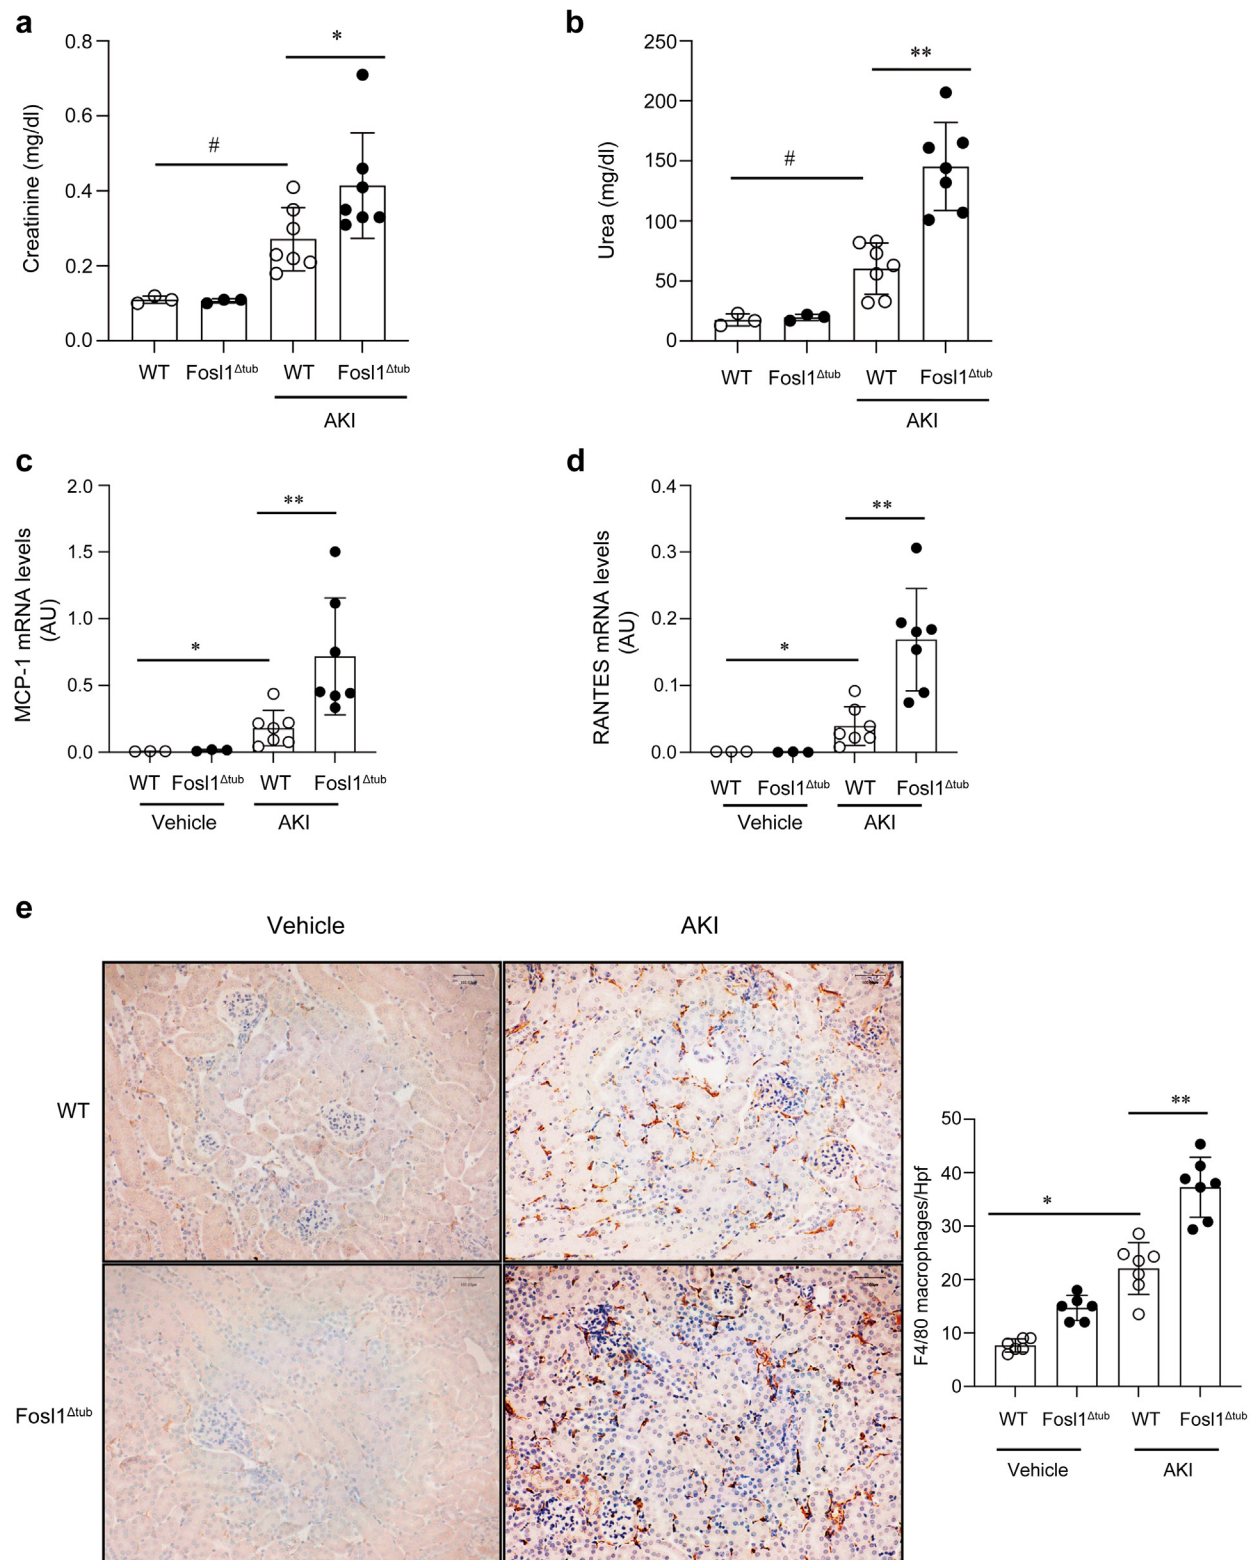 a
Creatinine (mg/dl)
0.8
0.6
0.4
0.2
0.0
#
*
WT Fosl1Δtub WT Fosl1Δtub
AKI
b
Urea (mg/dl)
250
200
150
100
50
0
#
**
WT Fosl1Δtub WT Fosl1Δtub
AKI
c
MCP-1 mRNA levels
(AU)
2.0
1.5
1.0
0.5
0.0
*
**
WT Fosl1Δtub WT Fosl1Δtub
Vehicle AKI
d
RANTES mRNA levels
(AU)
0.4
0.3
0.2
0.1
0.0
*
**
WT Fosl1Δtub WT Fosl1Δtub
Vehicle AKI
e
Vehicle AKI
WT
Fosl1Δtub
F4/80 macrophages/Hpf
50
40
30
20
10
0
*
**
WT Fosl1Δtub WT Fosl1Δtub
Vehicle AKI